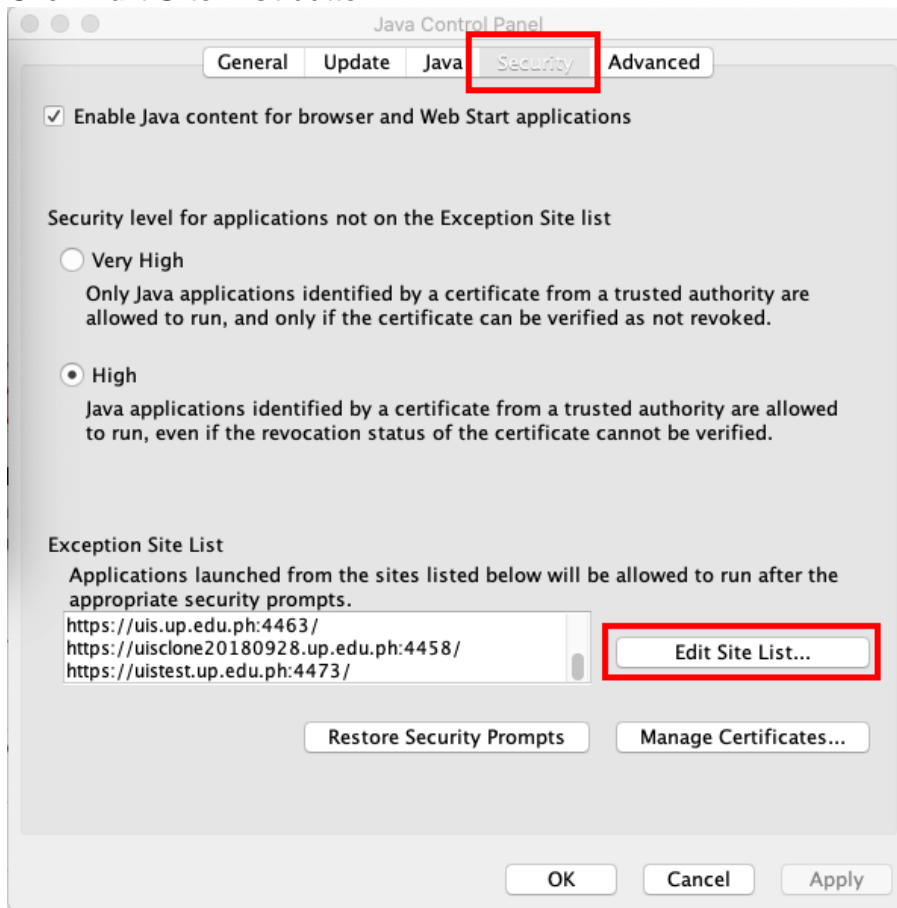 Java Control Panel
General Update Java Security Advanced
Enable Java content for browser and Web Start applications
Security level for applications not on the Exception Site list
Very High
Only Java applications identified by a certificate from a trusted authority are
allowed to run, and only if the certificate can be verified as not revoked.
High
Java applications identified by a certificate from a trusted authority are allowed
to run, even if the revocation status of the certificate cannot be verified.
Exception Site List
Applications launched from the sites listed below will be allowed to run after the
appropriate security prompts.
https://uis.up.edu.ph:4463/
https://uisclone20180928.up.edu.ph:4458/
https://uistest.up.edu.ph:4473/
Edit Site List...
Restore Security Prompts Manage Certificates...
OK Cancel Apply